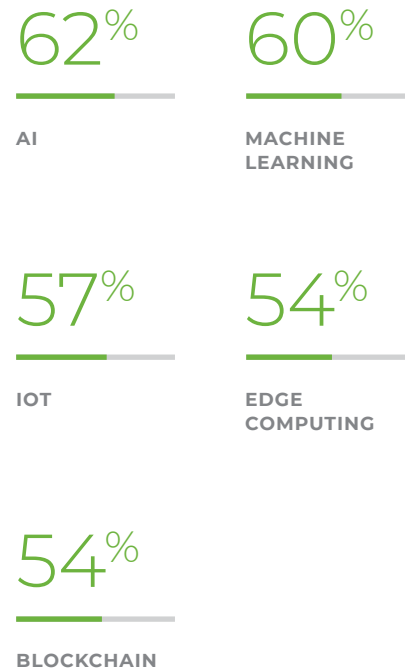 62%
AI
60%
MACHINE
LEARNING
57%
IOT
54%
EDGE
COMPUTING
54%
BLOCKCHAIN